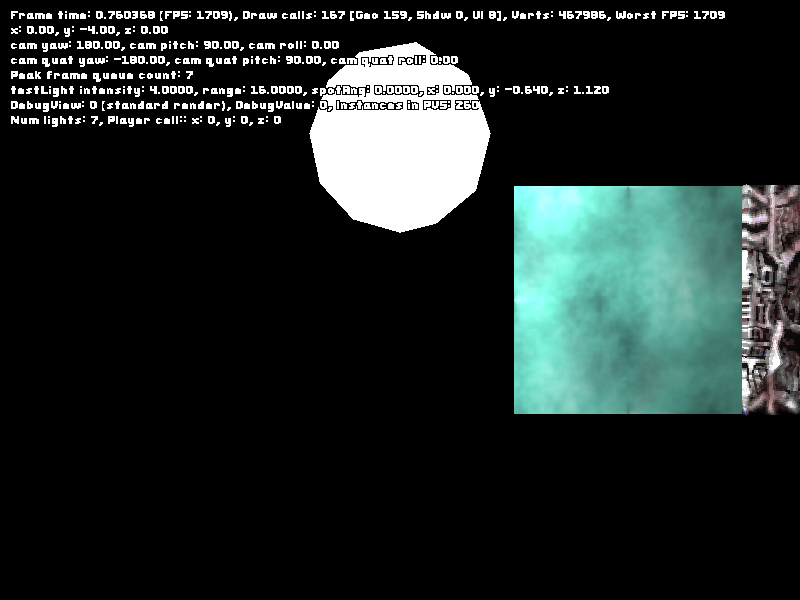 Frame time: 0.760368 (FPS: 1709), Draw calls: 167 [Geo 159, Shdw 0, UI 8], Verts: 467986, Worst FPS: 1709
x: 0.00, y: -4.00, z: 0.00
cam yaw: 180.00, cam pitch: 90.00, cam roll: 0.00
cam quat yaw: -180.00, cam quat pitch: 90.00, cam quat roll: 0.00
Peak frame queue count: 7
testLight intensity: 4.0000, range: 16.0000, spotAng: 0.0000, x: 0.000, y: -0.640, z: 1.120
DebugView: 0 (standard render), DebugValue: 0, Instances in PVS: 260
Num lights: 7, Player cell:: x: 0, y: 0, z: 0